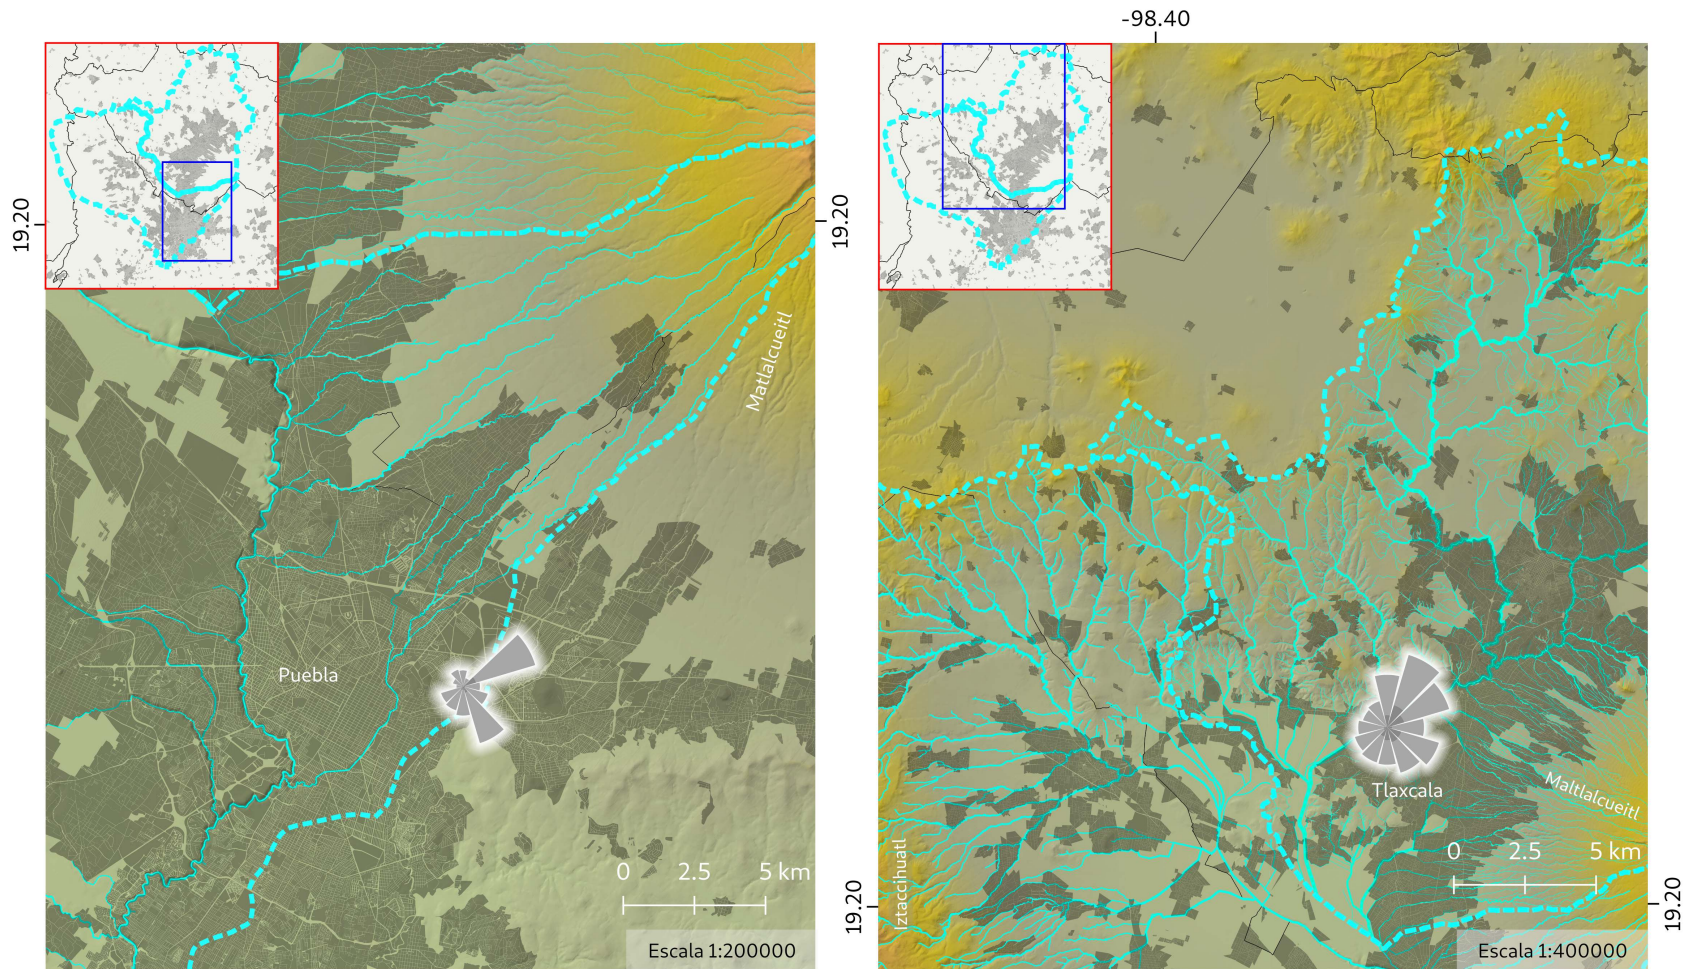 -98.40
19.20
19.20
Matlalcueitl
Puebla
0 2.5 5 km
Escala 1:200000
Tlaxcala
Maltlalcueitl
Iztaccihuatl
0 2.5 5 km
19.20
19.20
Escala 1:400000